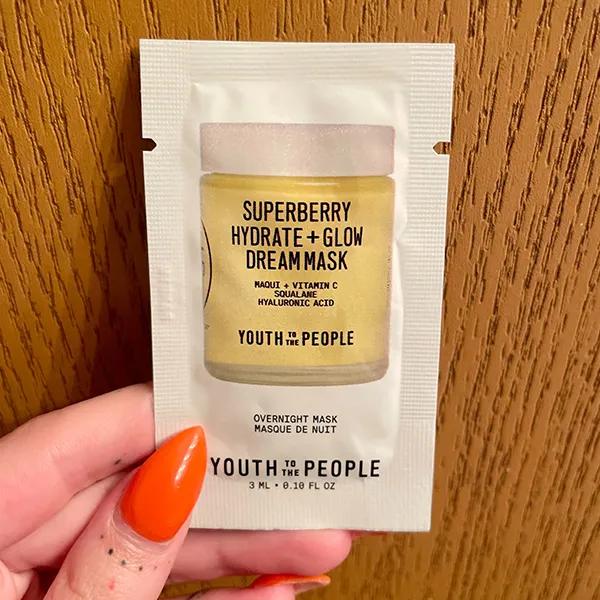 SUPERBERRY
HYDRATE + GLOW
DREAM MASK
MAQUI + VITAMIN C
SQUALANE
HYALURONIC ACID
YOUTH TO THE PEOPLE
OVERNIGHT MASK
MASQUE DE NUIT
YOUTH TO THE PEOPLE
3 ML • 0.10 FL OZ